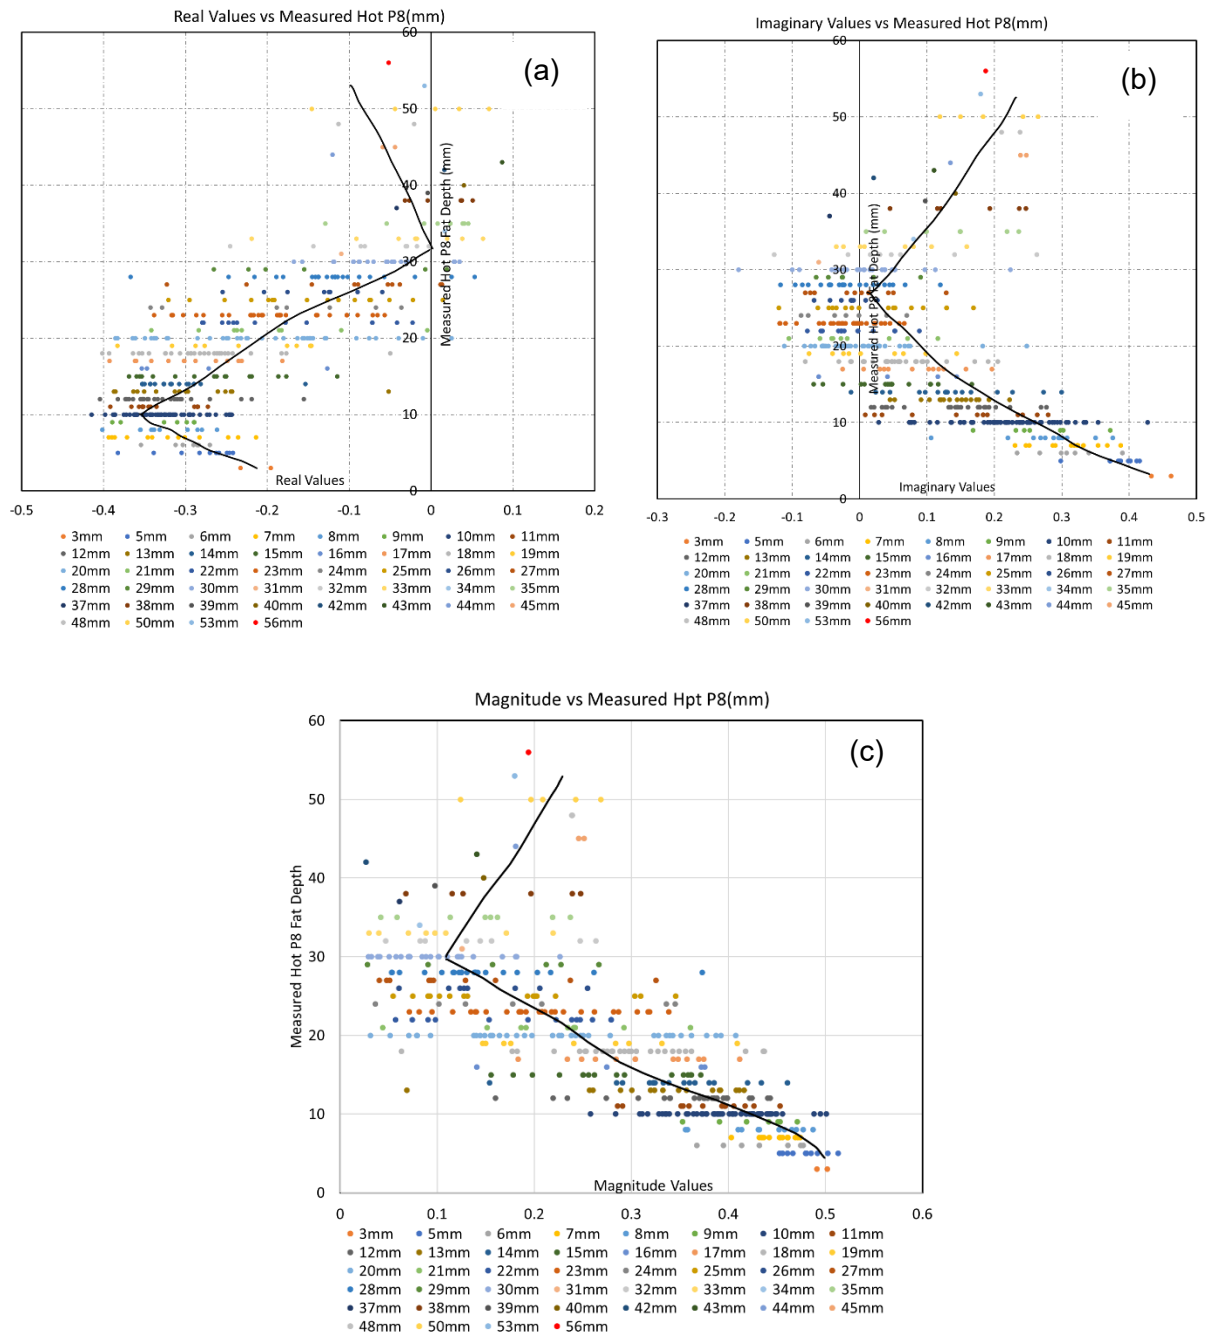 Real Values vs Measured Hot P8(mm)
(a)
60
50
40
30
20
10
0
Measured Hot P8 Fat Depth (mm)
Real Values
-0.5 -0.4 -0.3 -0.2 -0.1 0 0.1 0.2
3mm 5mm 6mm 7mm 8mm 9mm 10mm 11mm
12mm 13mm 14mm 15mm 16mm 17mm 18mm 19mm
20mm 21mm 22mm 23mm 24mm 25mm 26mm 27mm
28mm 29mm 30mm 31mm 32mm 33mm 34mm 35mm
37mm 38mm 39mm 40mm 42mm 43mm 44mm 45mm
48mm 50mm 53mm 56mm
Imaginary Values vs Measured Hot P8(mm)
(b)
60
50
40
30
20
10
0
Measured Hot P8 Fat Depth (mm)
Imaginary Values
-0.3 -0.2 -0.1 0 0.1 0.2 0.3 0.4 0.5
3mm 5mm 6mm 7mm 8mm 9mm 10mm 11mm
12mm 13mm 14mm 15mm 16mm 17mm 18mm 19mm
20mm 21mm 22mm 23mm 24mm 25mm 26mm 27mm
28mm 29mm 30mm 31mm 32mm 33mm 34mm 35mm
37mm 38mm 39mm 40mm 42mm 43mm 44mm 45mm
48mm 50mm 53mm 56mm
Magnitude vs Measured Hpt P8(mm)
(c)
60
50
40
30
20
10
0
Measured Hot P8 Fat Depth
Magnitude Values
0 0.1 0.2 0.3 0.4 0.5 0.6
3mm 5mm 6mm 7mm 8mm 9mm 10mm 11mm
12mm 13mm 14mm 15mm 16mm 17mm 18mm 19mm
20mm 21mm 22mm 23mm 24mm 25mm 26mm 27mm
28mm 29mm 30mm 31mm 32mm 33mm 34mm 35mm
37mm 38mm 39mm 40mm 42mm 43mm 44mm 45mm
48mm 50mm 53mm 56mm